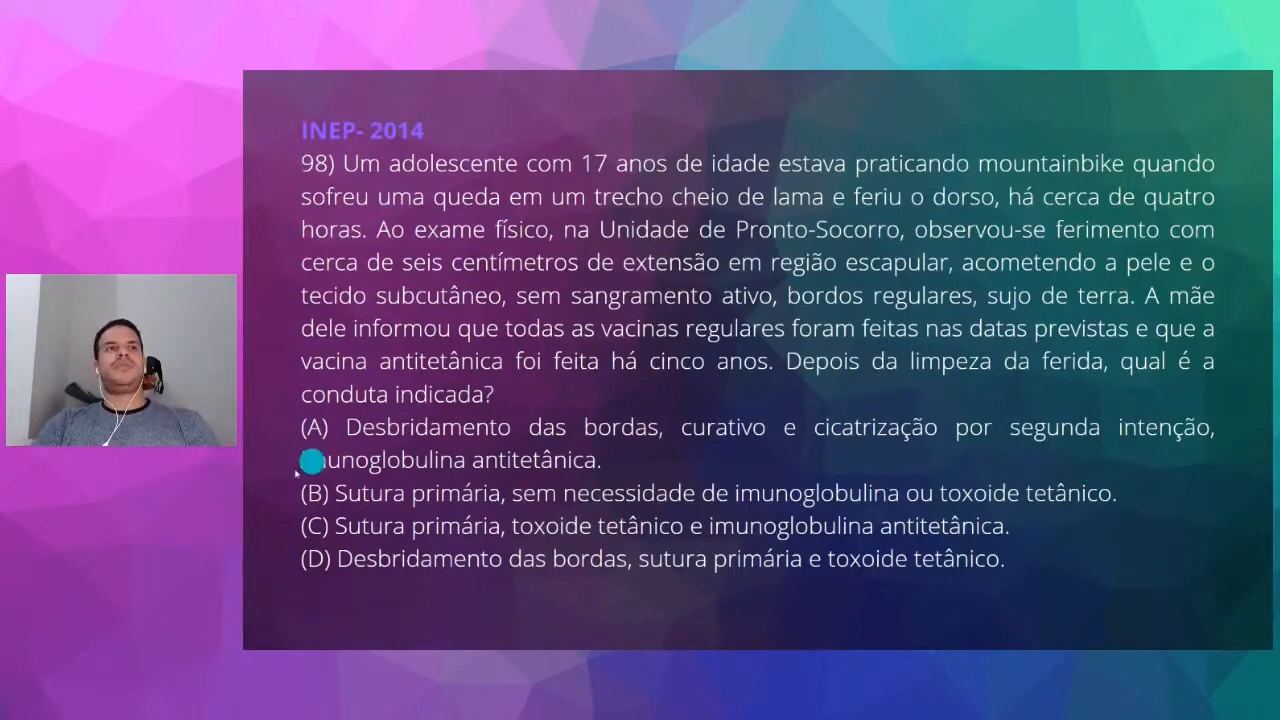 INEP- 2014
98) Um adolescente com 17 anos de idade estava praticando mountainbike quando
sofreu uma queda em um trecho cheio de lama e feriu o dorso, há cerca de quatro
horas. Ao exame físico, na Unidade de Pronto-Socorro, observou-se ferimento com
cerca de seis centímetros de extensão em região escapular, acometendo a pele e o
tecido subcutâneo, sem sangramento ativo, bordos regulares, sujo de terra. A mãe
dele informou que todas as vacinas regulares foram feitas nas datas previstas e que a
vacina antitetânica foi feita há cinco anos. Depois da limpeza da ferida, qual é a
conduta indicada?
(A) Desbridamento das bordas, curativo e cicatrização por segunda intenção,
antitetânica.
(B) Sutura primária, sem necessidade de imunoglobulina ou toxoide tetânico.
(C) Sutura primária, toxoide tetânico e imunoglobulina antitetânica.
(D) Desbridamento das bordas, sutura primária e toxoide tetânico.